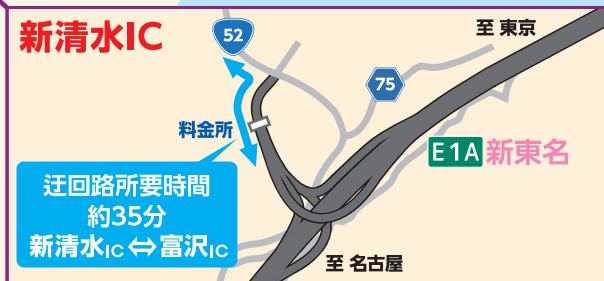 新清水IC
52
至 東京
75
料金所
E1A 新東名
迂回路所要時間
約35分
新清水IC⇔富沢IC
至 名古屋